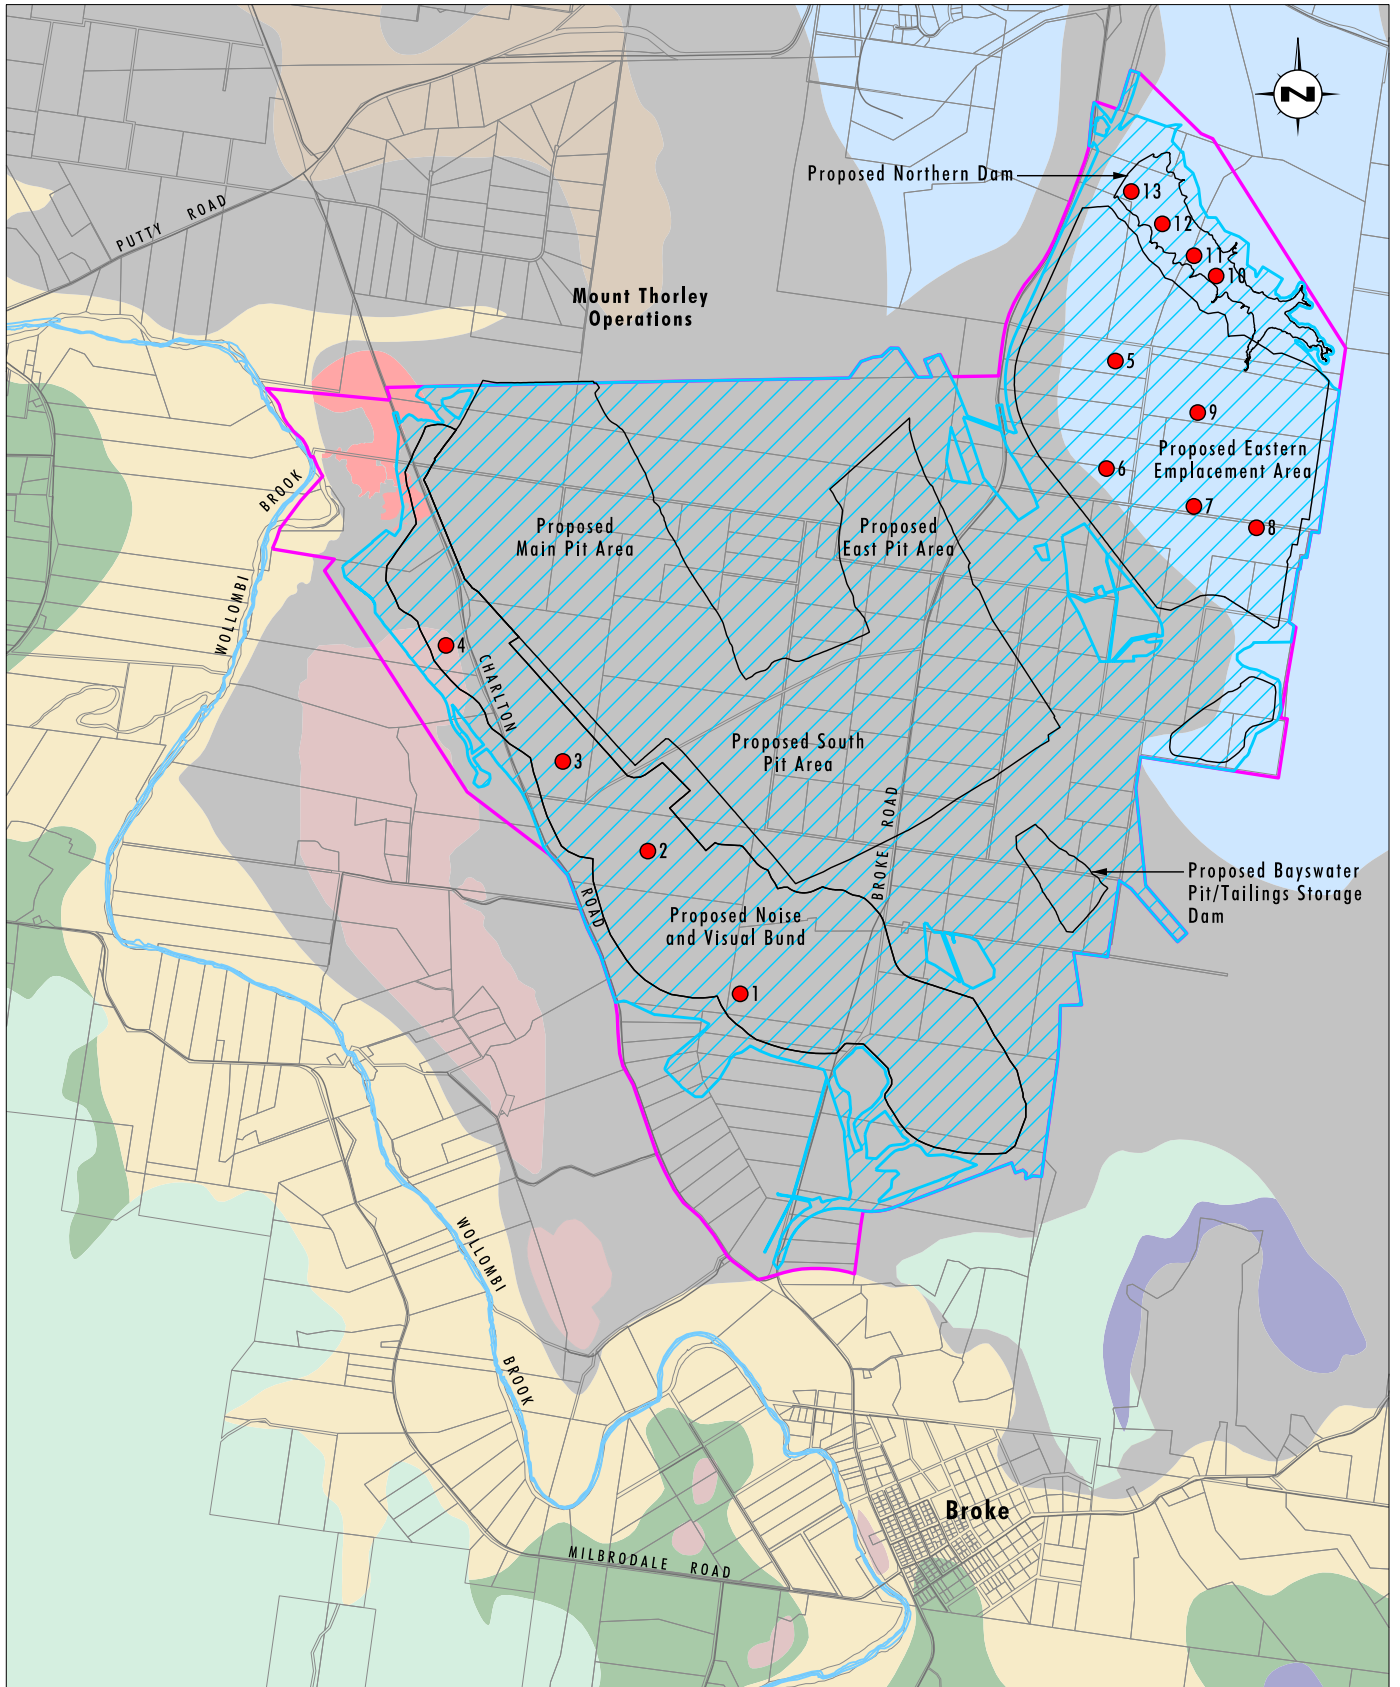 N
Proposed Northern Dam
13
12
11
10
PUTTY ROAD
Mount Thorley
Operations
5
9
Proposed Eastern
Emplacement Area
6
7
8
BROOK
WOLLOMBI
Proposed
Main Pit Area
Proposed
East Pit Area
4
CHARLTON
3
Proposed South
Pit Area
2
BROKE ROAD
Proposed Bayswater
Pit/Tailings Storage
Dam
ROAD
Proposed Noise
and Visual Bund
1
WOLLOMBI
BROOK
Broke
MILBRODALE ROAD